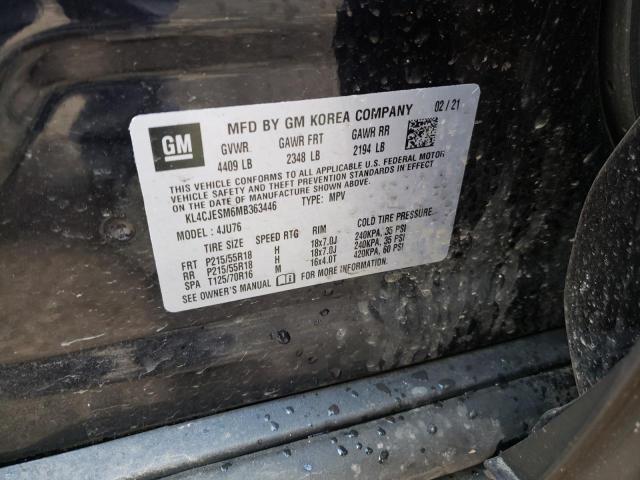 GM
MFD BY GM KOREA COMPANY 02/21
GVWR GAWR FRT GAWR RR
4409 LB 2348 LB 2194 LB
THIS VEHICLE CONFORMS TO ALL APPLICABLE U.S. FEDERAL MOTOR
VEHICLE SAFETY AND THEFT PREVENTION STANDARDS IN EFFECT
ON THE DATE OF MANUFACTURE SHOWN ABOVE.
KL4CJESM6MB363446 TYPE: MPV
MODEL: 4JU76
TIRE SIZE SPEED RTG RIM COLD TIRE PRESSURE
FRT P215/55R18 H 18x7.0J 240KPA, 35 PSI
RR P215/55R18 H 18x7.0J 240KPA, 35 PSI
SPA T125/70R16 M 16x4.0T 420KPA, 60 PSI
SEE OWNER'S MANUAL FOR MORE INFORMATION.